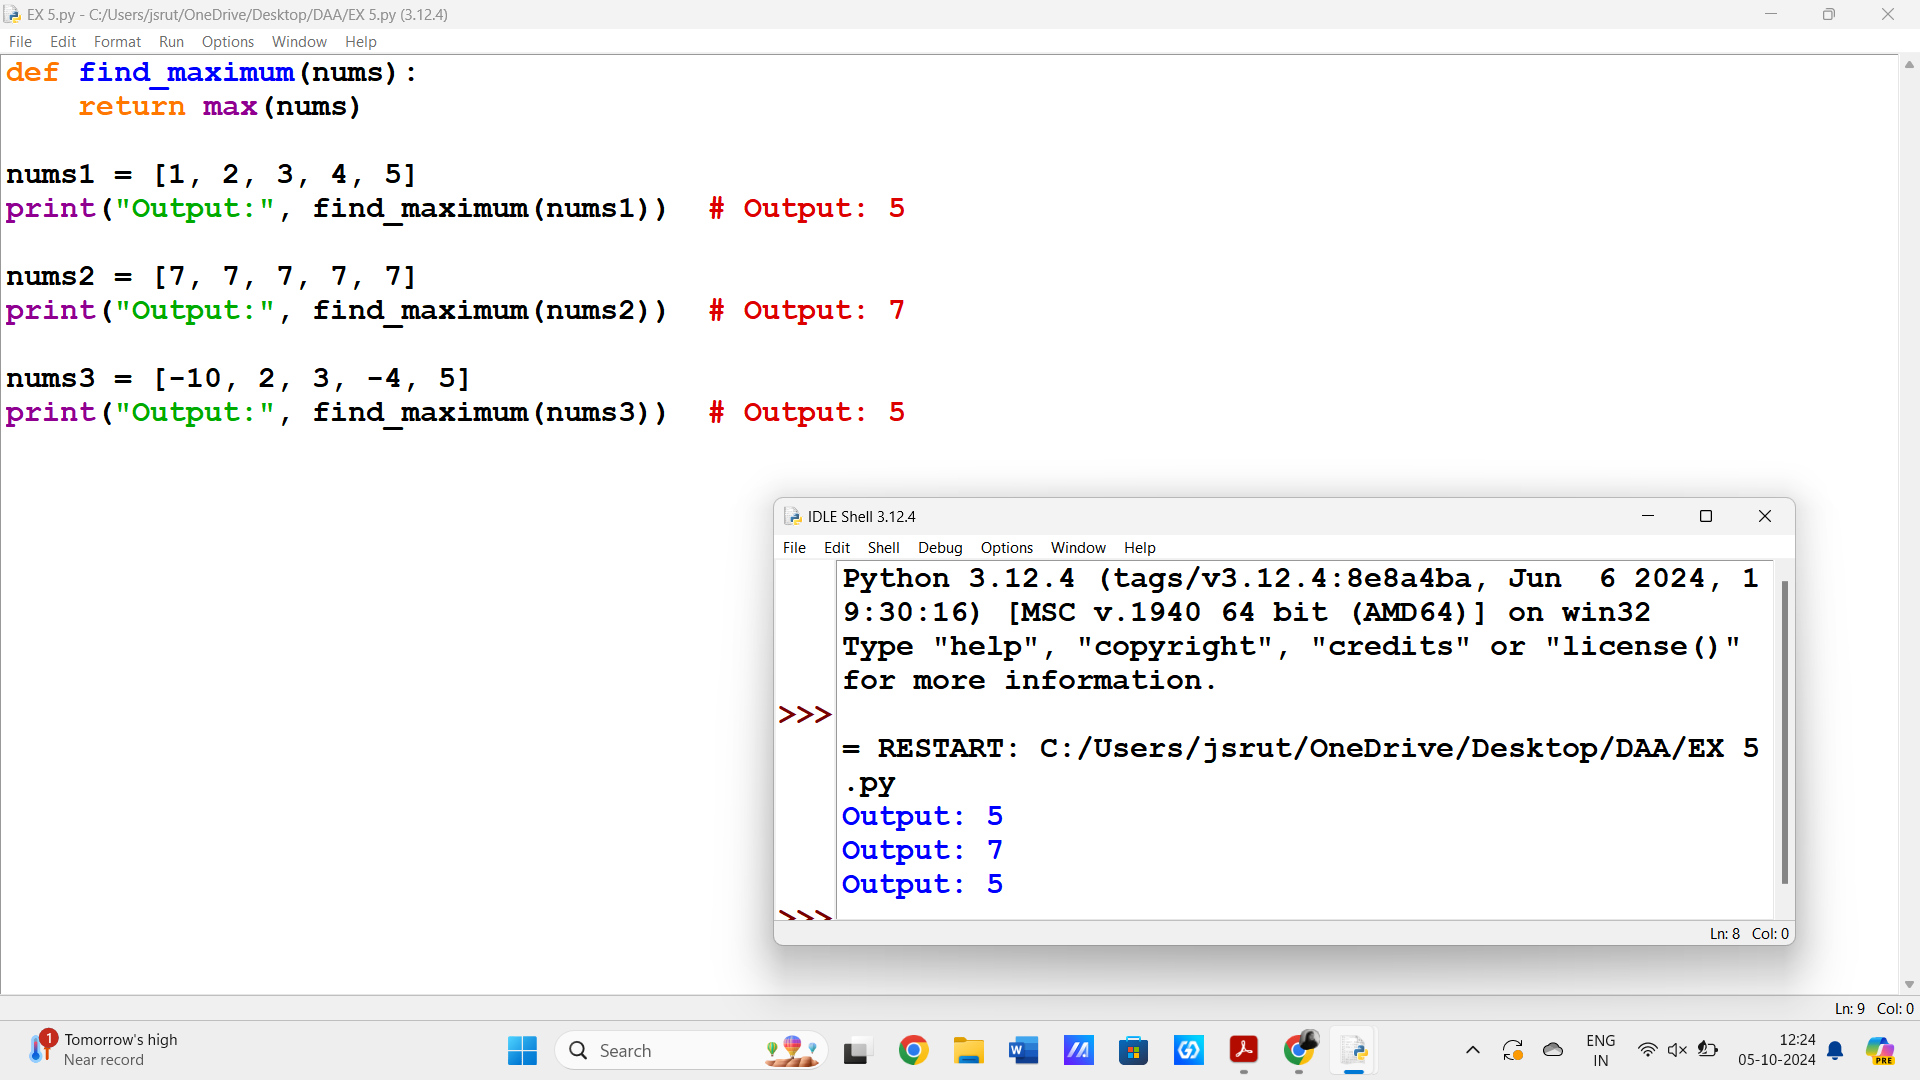 EX 5.py - C:/Users/jsrut/OneDrive/Desktop/DAA/EX 5.py (3.12.4)
File Edit Format Run Options Window Help
def find_maximum(nums):
    return max(nums)
nums1 = [1, 2, 3, 4, 5]
print("Output:", find_maximum(nums1))  # Output: 5
nums2 = [7, 7, 7, 7, 7]
print("Output:", find_maximum(nums2))  # Output: 7
nums3 = [-10, 2, 3, -4, 5]
print("Output:", find_maximum(nums3))  # Output: 5
IDLE Shell 3.12.4
File Edit Shell Debug Options Window Help
Python 3.12.4 (tags/v3.12.4:8e8a4ba, Jun  6 2024, 1
9:30:16) [MSC v.1940 64 bit (AMD64)] on win32
Type "help", "copyright", "credits" or "license()"
for more information.
>>>
= RESTART: C:/Users/jsrut/OneDrive/Desktop/DAA/EX 5
.py
Output: 5
Output: 7
Output: 5
>>>
Ln: 8 Col: 0
Ln: 9 Col: 0
1
Tomorrow's high
Near record
Search
W
ENG
IN
12:24
05-10-2024
PRE